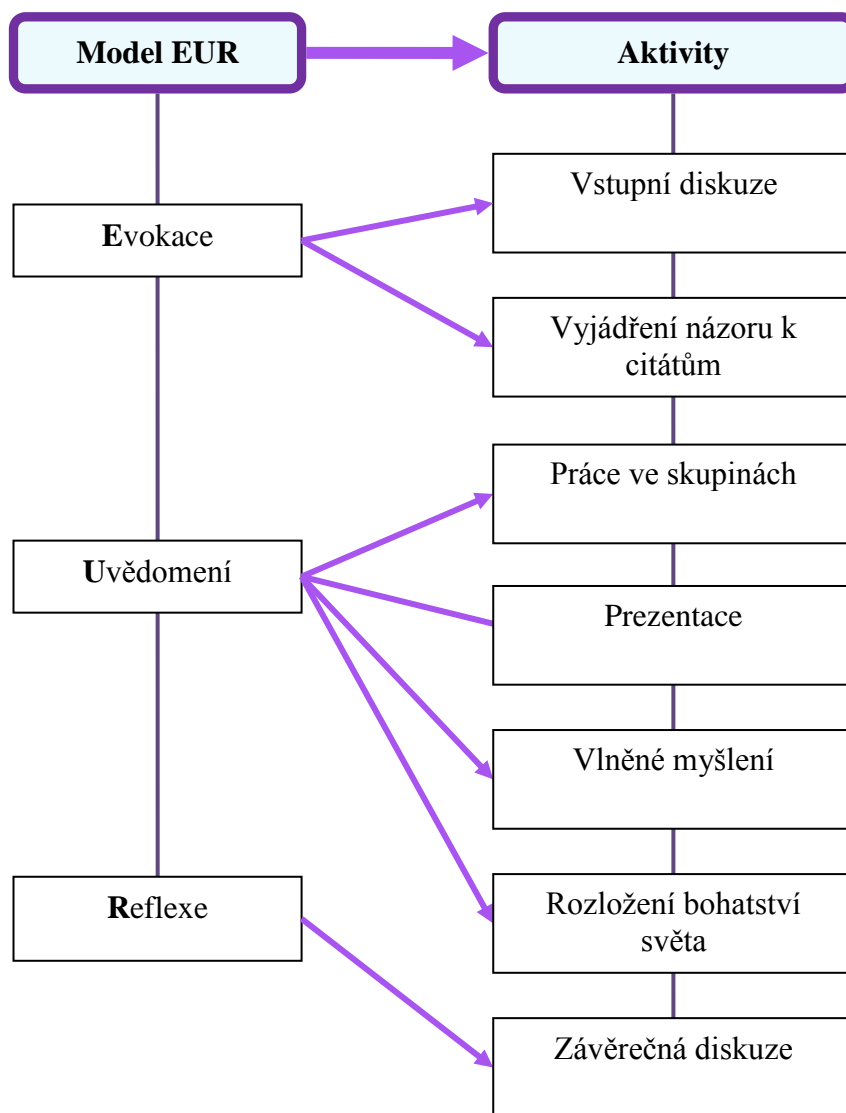 Model EUR
Aktivity
Evokace
Vstupní diskuze
Vyjádření názoru k
citátům
Uvědomení
Práce ve skupinách
Prezentace
Vlněné myšlení
Reflexe
Rozložení bohatství
světa
Závěrečná diskuze